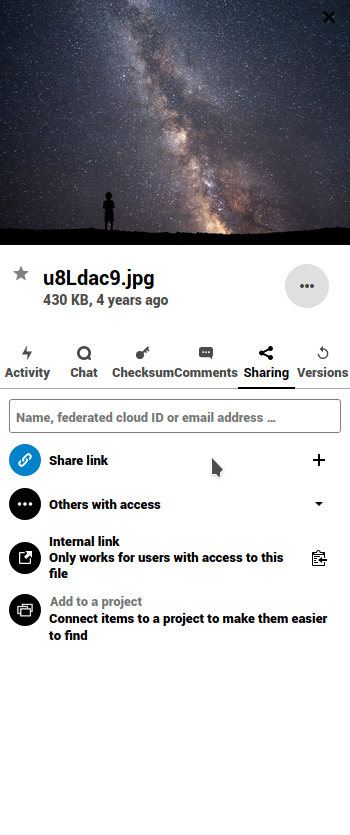 u8Ldac9.jpg
430 KB, 4 years ago
Activity
Chat
Checksum
Comments
Sharing
Versions
Name, federated cloud ID or email address ...
Share link
Others with access
Internal link
Only works for users with access to this
file
Add to a project
Connect items to a project to make them easier
to find